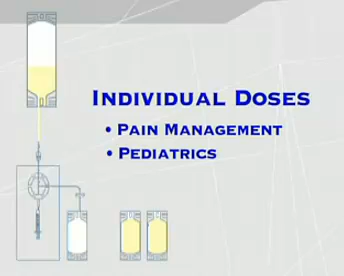 Individual Doses
• Pain Management
• Pediatrics